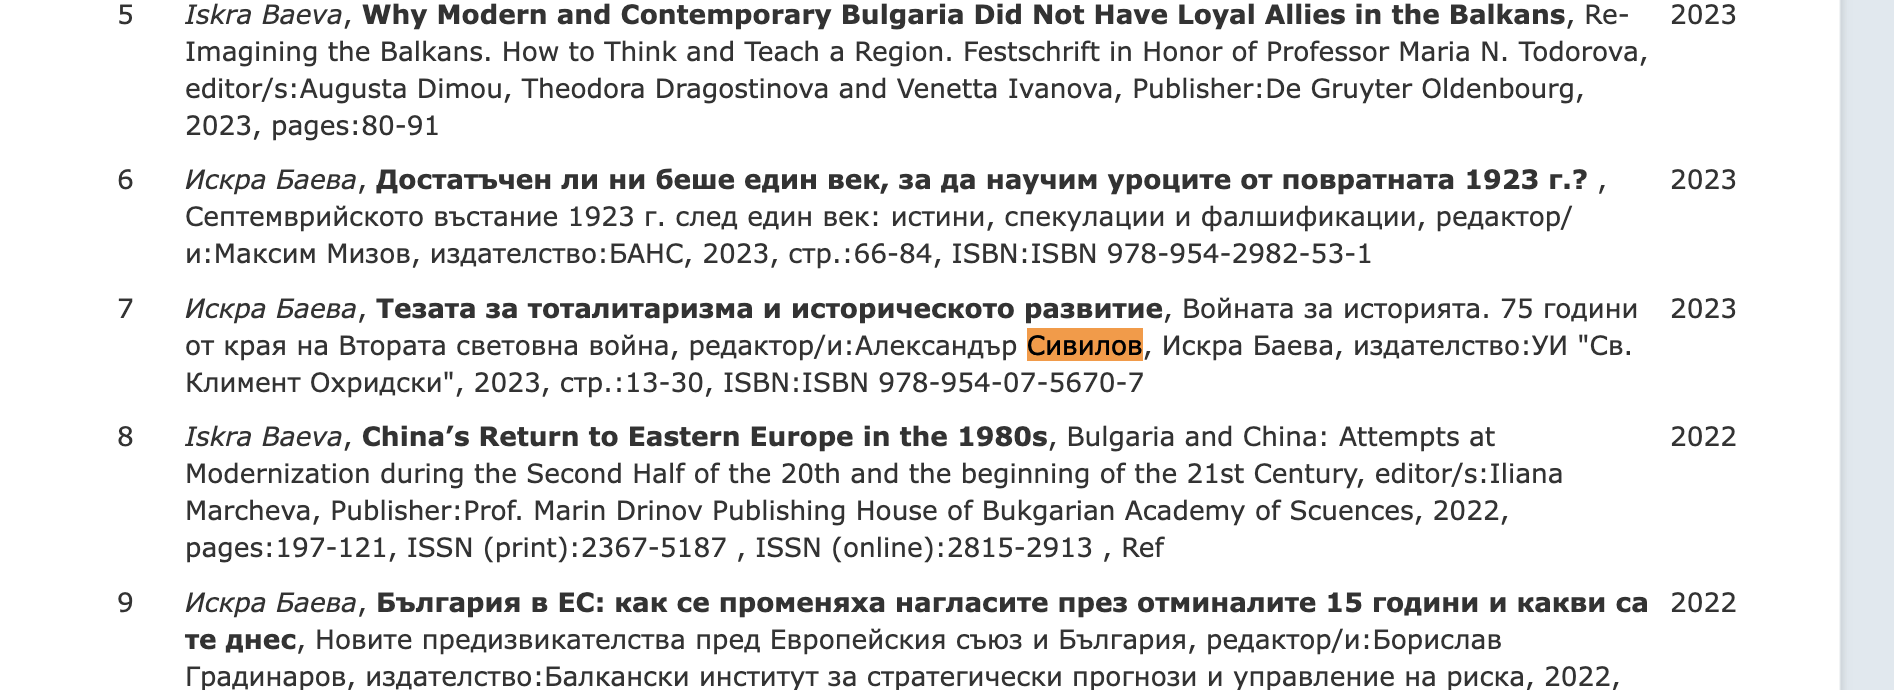 5 Iskra Baeva, Why Modern and Contemporary Bulgaria Did Not Have Loyal Allies in the Balkans, Re- 2023
Imagining the Balkans. How to Think and Teach a Region. Festschrift in Honor of Professor Maria N. Todorova,
editor/s:Augusta Dimou, Theodora Dragostinova and Venetta Ivanova, Publisher:De Gruyter Oldenbourg,
2023, pages:80-91
6 Искра Баева, Достатъчен ли ни беше един век, за да научим уроците от повратната 1923 г.? , 2023
Септемврийското въстание 1923 г. след един век: истини, спекулации и фалшификации, редактор/
и:Максим Мизов, издателство:БАНС, 2023, стр.:66-84, ISBN:ISBN 978-954-2982-53-1
7 Искра Баева, Тезата за тоталитаризма и историческото развитие, Войната за историята. 75 години 2023
от края на Втората световна война, редактор/и:Александър Сивилов, Искра Баева, издателство:УИ "Св.
Климент Охридски", 2023, стр.:13-30, ISBN:ISBN 978-954-07-5670-7
8 Iskra Baeva, China’s Return to Eastern Europe in the 1980s, Bulgaria and China: Attempts at 2022
Modernization during the Second Half of the 20th and the beginning of the 21st Century, editor/s:Iliana
Marcheva, Publisher:Prof. Marin Drinov Publishing House of Bukgarian Academy of Scuences, 2022,
pages:197-121, ISSN (print):2367-5187 , ISSN (online):2815-2913 , Ref
9 Искра Баева, България в ЕС: как се променяха нагласите през отминалите 15 години и какви са 2022
те днес, Новите предизвикателства пред Европейския съюз и България, редактор/и:Борислав
Градинаров, издателство:Балкански институт за стратегически прогнози и управление на риска, 2022,